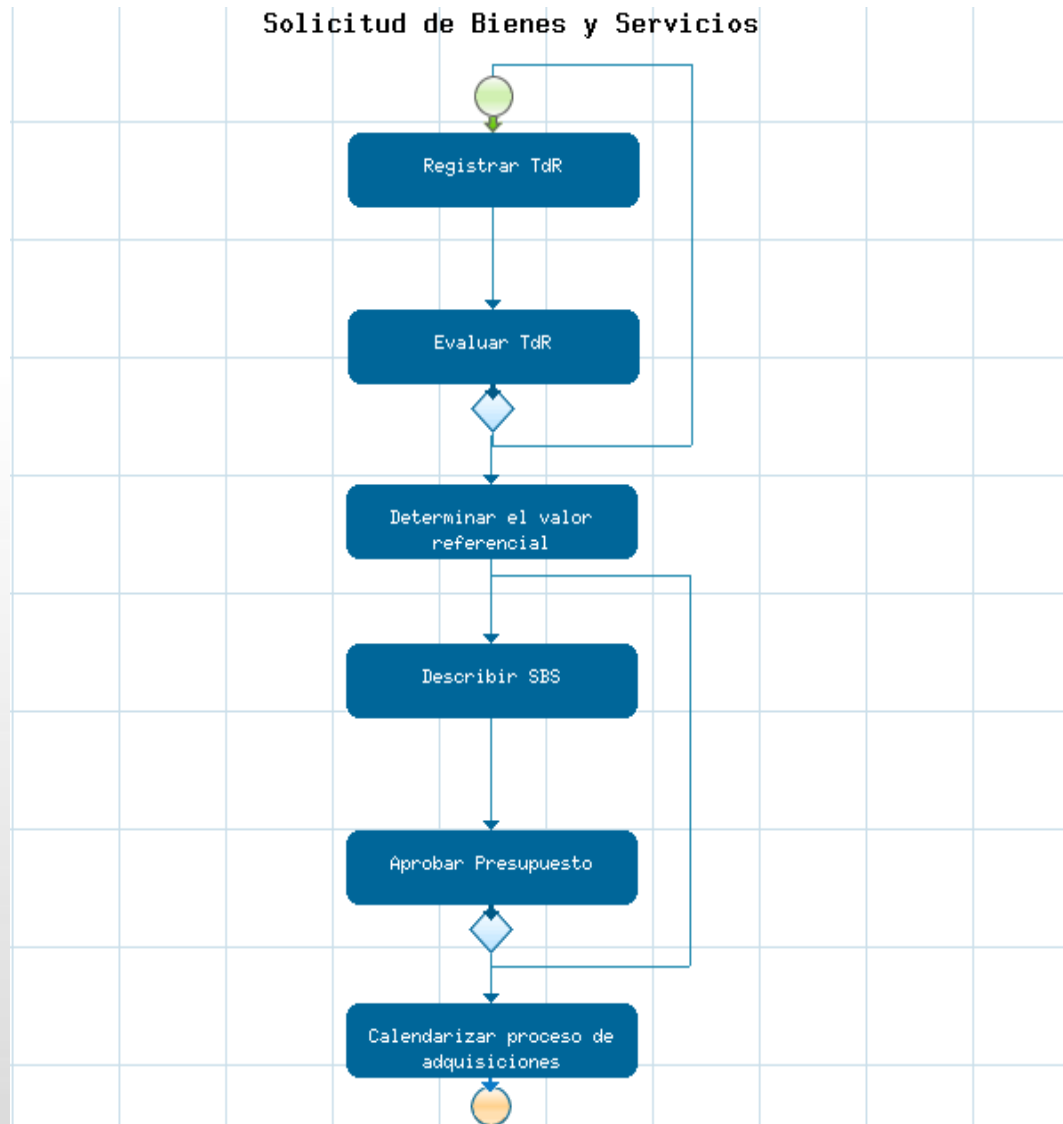 Solicitud de Bienes y Servicios
Registrar TdR
Evaluar TdR
Determinar el valor
referencial
Describir SBS
Aprobar Presupuesto
Calendarizar proceso de
adquisiciones